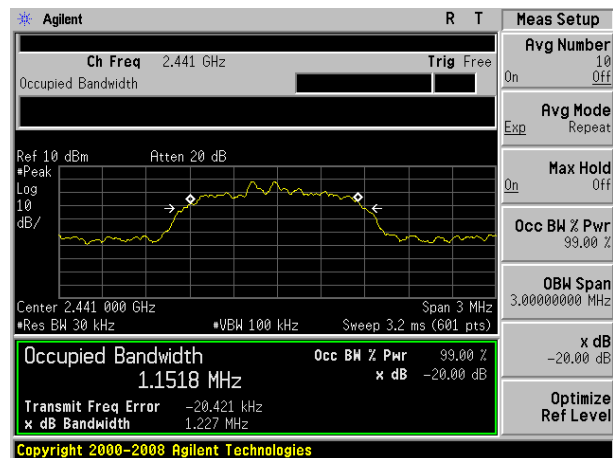 Agilent R T
Ch Freq 2.441 GHz Trig Free
Occupied Bandwidth
Ref 10 dBm Atten 20 dB
#Peak
Log
10
dB/
Center 2.441 000 GHz Span 3 MHz
#Res BW 30 kHz #VBW 100 kHz Sweep 3.2 ms (601 pts)
Occupied Bandwidth Occ BW % Pwr 99.00 %
1.1518 MHz x dB -20.00 dB
Transmit Freq Error -20.421 kHz
x dB Bandwidth 1.227 MHz
Copyright 2000-2008 Agilent Technologies
Meas Setup
Avg Number
10
On Off
Avg Mode
Exp Repeat
Max Hold
On Off
Occ BW % Pwr
99.00 %
OBW Span
3.00000000 MHz
x dB
-20.00 dB
Optimize
Ref Level